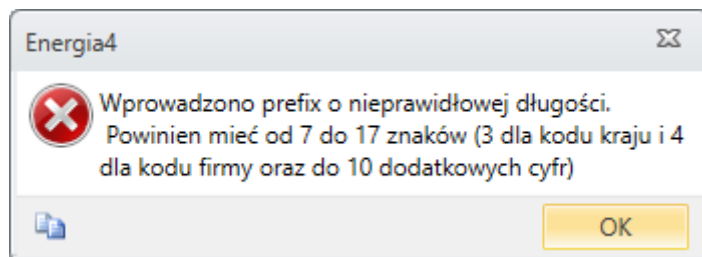 Energia4
Wprowadzono prefix o nieprawidłowej długości.
Powinien mieć od 7 do 17 znaków (3 dla kodu kraju i 4
dla kodu firmy oraz do 10 dodatkowych cyfr)
OK